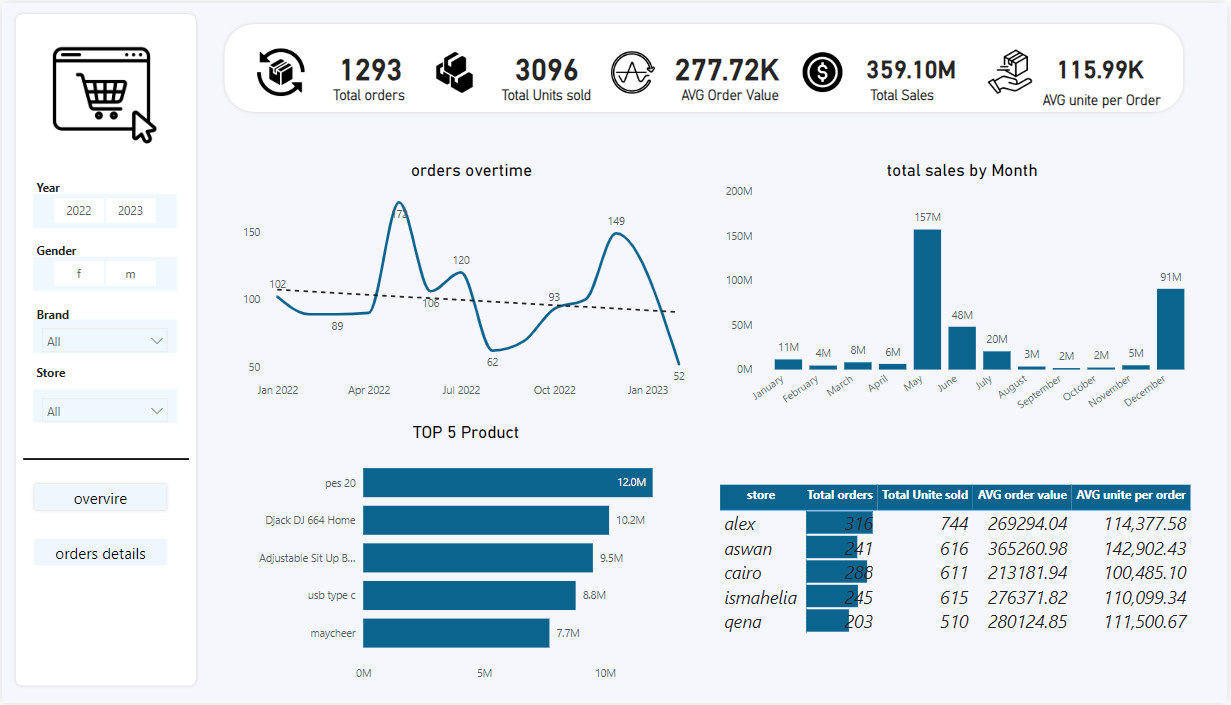 1293
Total orders
3096
Total Units sold
277.72K
AVG Order Value
359.10M
Total Sales
115.99K
AVG unite per Order
Year
2022 2023
Gender
f m
Brand
All
Store
All
overvire
orders details
orders overtime
150
100
50
102
89
172
106
120
62
93
149
52
Jan 2022 Apr 2022 Jul 2022 Oct 2022 Jan 2023
total sales by Month
200M
150M
100M
50M
0M
11M 4M 8M 6M 157M 48M 20M 3M 2M 2M 5M 91M
January February March April May June July August September October November December
TOP 5 Product
pes 20 12.0M
Djack DJ 664 Home 10.2M
Adjustable Sit Up B... 9.5M
usb type c 8.8M
maycheer 7.7M
0M 5M 10M
store Total orders Total Unite sold AVG order value AVG unite per order
alex 316 744 269294.04 114,377.58
aswan 241 616 365260.98 142,902.43
cairo 288 611 213181.94 100,485.10
ismahelia 245 615 276371.82 110,099.34
qena 203 510 280124.85 111,500.67